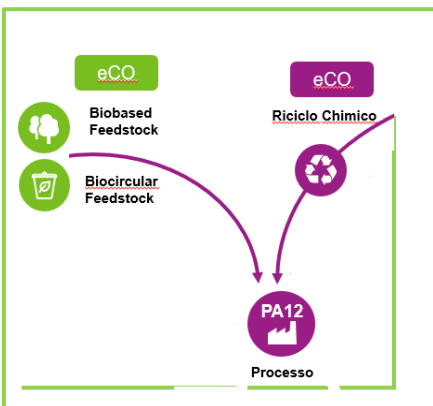 eCO
eCO
Biobased
Feedstock
Riciclo Chimico
Biocircular
Feedstock
PA12
Processo